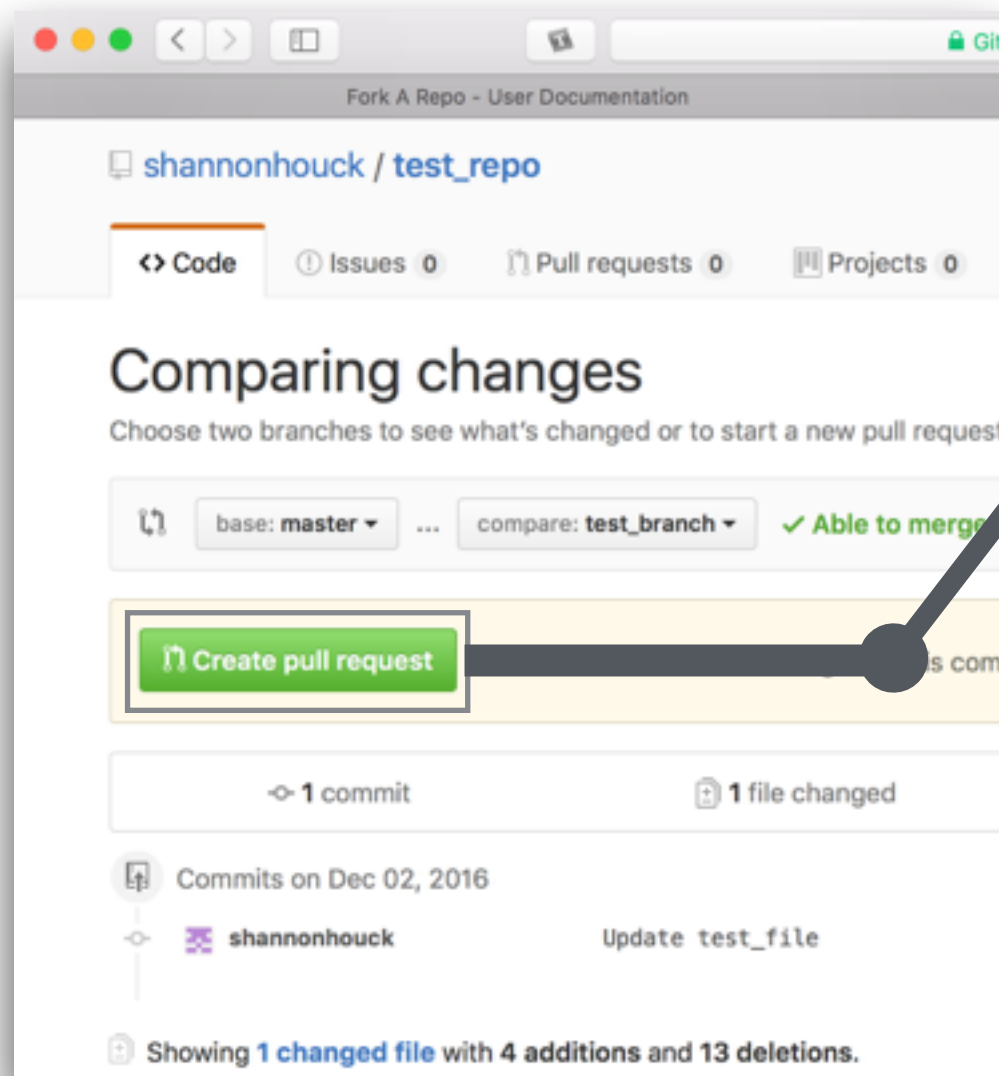 Git
Fork A Repo - User Documentation
shannonhouck / test_repo
<> Code Issues 0 Pull requests 0 Projects 0
Comparing changes
Choose two branches to see what's changed or to start a new pull request
base: master ... compare: test_branch ✓ Able to merge
Create pull request
1 commit 1 file changed
Commits on Dec 02, 2016
shannonhouck Update test_file
Showing 1 changed file with 4 additions and 13 deletions.